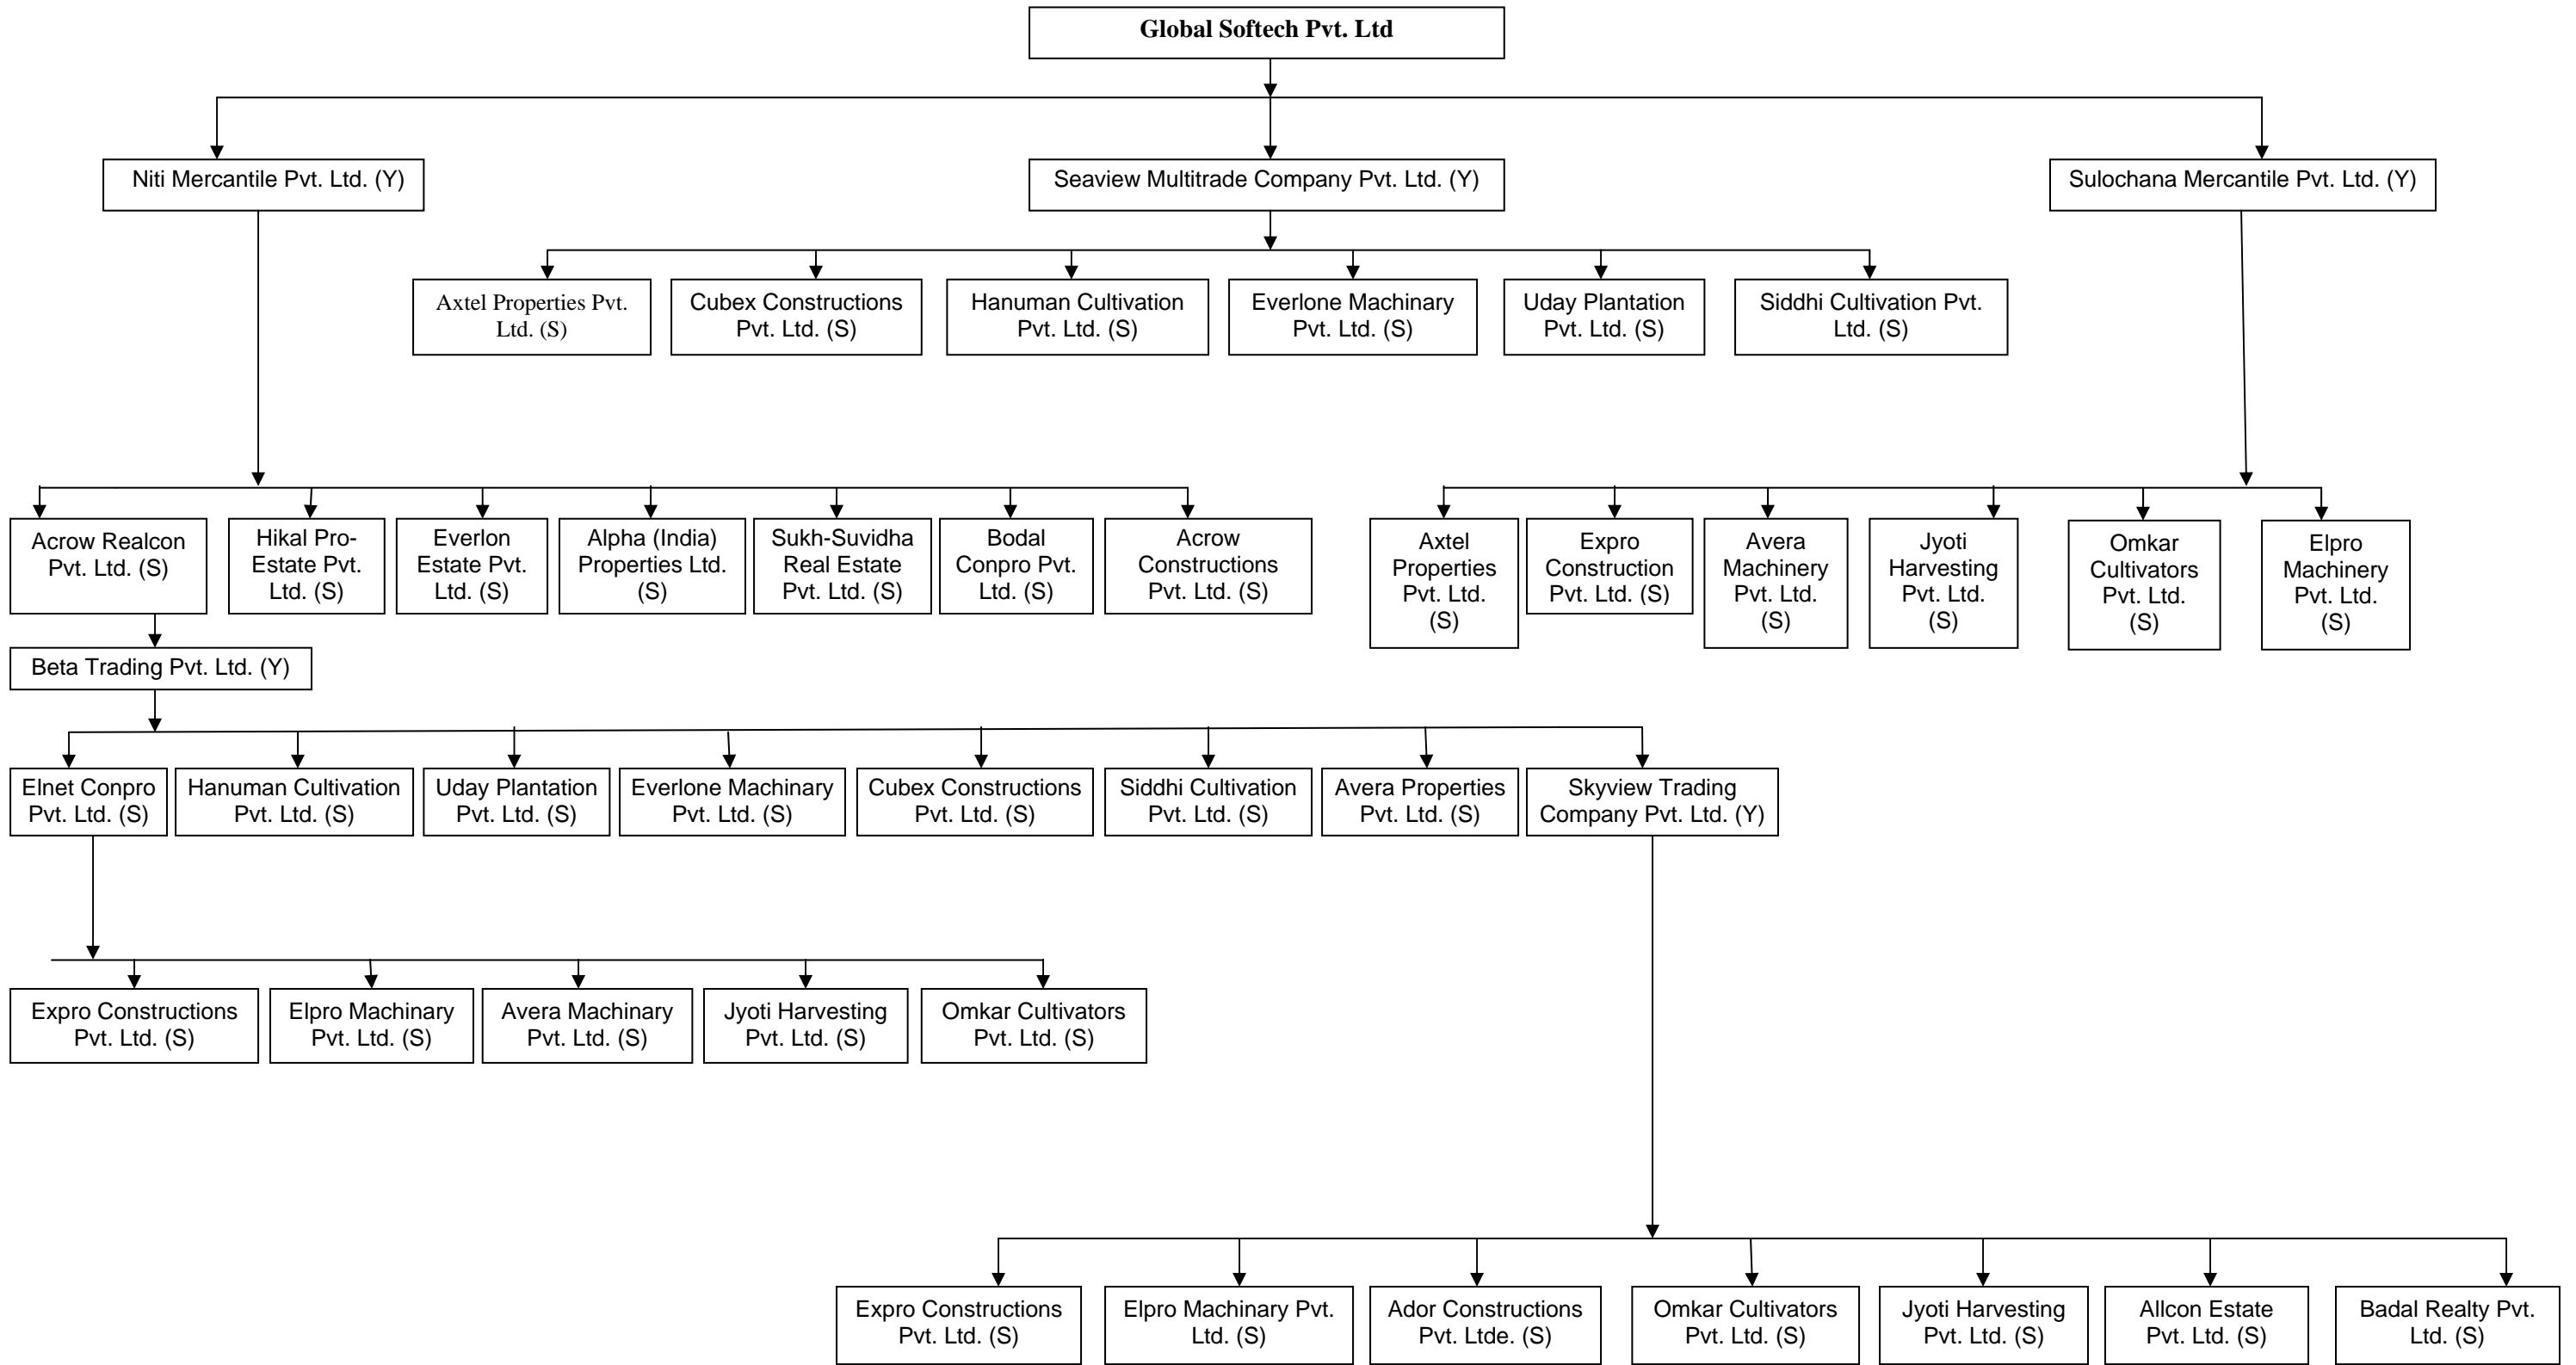 Global Softech Pvt. Ltd
Niti Mercantile Pvt. Ltd. (Y)
Seaview Multitrade Company Pvt. Ltd. (Y)
Sulochana Mercantile Pvt. Ltd. (Y)
Axtel Properties Pvt.
Ltd. (S)
Cubex Constructions
Pvt. Ltd. (S)
Hanuman Cultivation
Pvt. Ltd. (S)
Everlone Machinary
Pvt. Ltd. (S)
Uday Plantation
Pvt. Ltd. (S)
Siddhi Cultivation Pvt.
Ltd. (S)
Acrow Realcon
Pvt. Ltd. (S)
Hikal Pro-
Estate Pvt.
Ltd. (S)
Everlon
Estate Pvt.
Ltd. (S)
Alpha (India)
Properties Ltd.
(S)
Sukh-Suvidha
Real Estate
Pvt. Ltd. (S)
Bodal
Conpro Pvt.
Ltd. (S)
Acrow
Constructions
Pvt. Ltd. (S)
Axtel
Properties
Pvt. Ltd.
(S)
Expro
Construction
Pvt. Ltd. (S)
Avera
Machinery
Pvt. Ltd.
(S)
Jyoti
Harvesting
Pvt. Ltd.
(S)
Omkar
Cultivators
Pvt. Ltd.
(S)
Elpro
Machinery
Pvt. Ltd.
(S)
Beta Trading Pvt. Ltd. (Y)
Elnet Conpro
Pvt. Ltd. (S)
Hanuman Cultivation
Pvt. Ltd. (S)
Uday Plantation
Pvt. Ltd. (S)
Everlone Machinary
Pvt. Ltd. (S)
Cubex Constructions
Pvt. Ltd. (S)
Siddhi Cultivation
Pvt. Ltd. (S)
Avera Properties
Pvt. Ltd. (S)
Skyview Trading
Company Pvt. Ltd. (Y)
Expro Constructions
Pvt. Ltd. (S)
Elpro Machinary
Pvt. Ltd. (S)
Avera Machinary
Pvt. Ltd. (S)
Jyoti Harvesting
Pvt. Ltd. (S)
Omkar Cultivators
Pvt. Ltd. (S)
Expro Constructions
Pvt. Ltd. (S)
Elpro Machinary Pvt.
Ltd. (S)
Ador Constructions
Pvt. Ltde. (S)
Omkar Cultivators
Pvt. Ltd. (S)
Jyoti Harvesting
Pvt. Ltd. (S)
Allcon Estate
Pvt. Ltd. (S)
Badal Realty Pvt.
Ltd. (S)